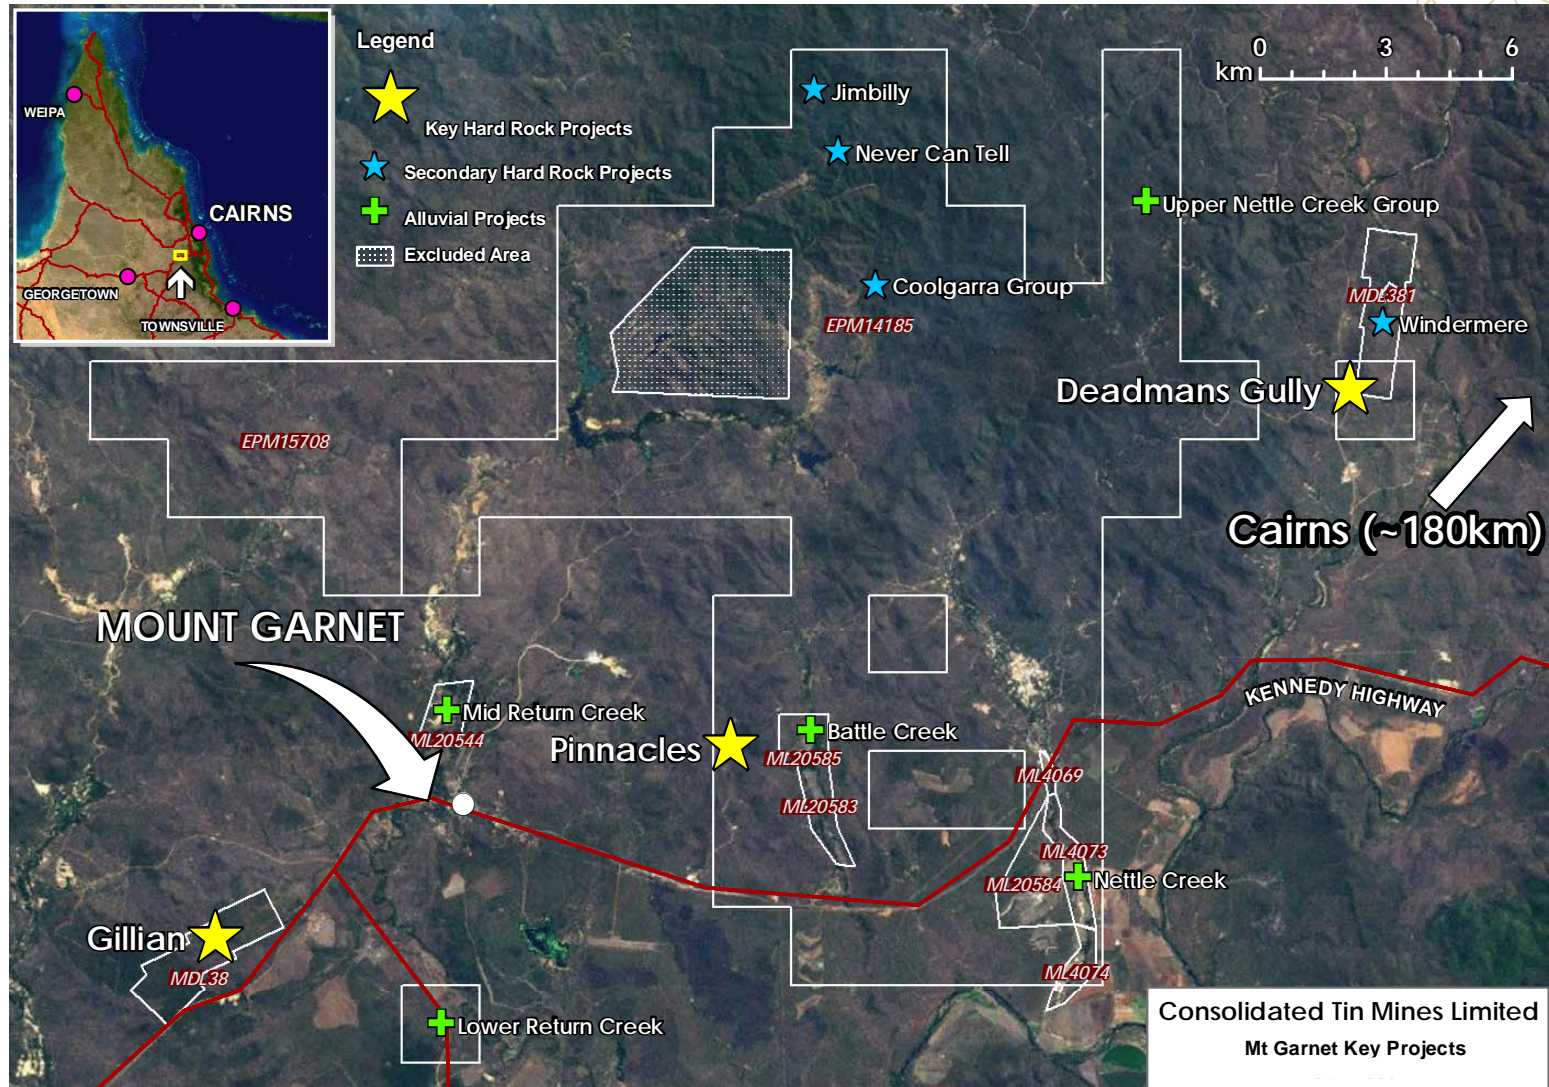 WEIPA
CAIRNS
GEORGETOWN
TOWNSVILLE
Legend
Key Hard Rock Projects
Secondary Hard Rock Projects
Alluvial Projects
Excluded Area
0 3 6
km
Jimbilly
Never Can Tell
Upper Nettle Creek Group
Coolgarra Group
MDL381
EPM14185
Windermere
Deadmans Gully
EPM15708
Cairns (~180km)
MOUNT GARNET
KENNEDY HIGHWAY
Mid Return Creek
ML20544
Battle Creek
Pinnacles
ML20585
ML4069
ML20583
ML4073
ML20584
Nettle Creek
Gillian
MDL38
ML4074
Lower Return Creek
Consolidated Tin Mines Limited
Mt Garnet Key Projects